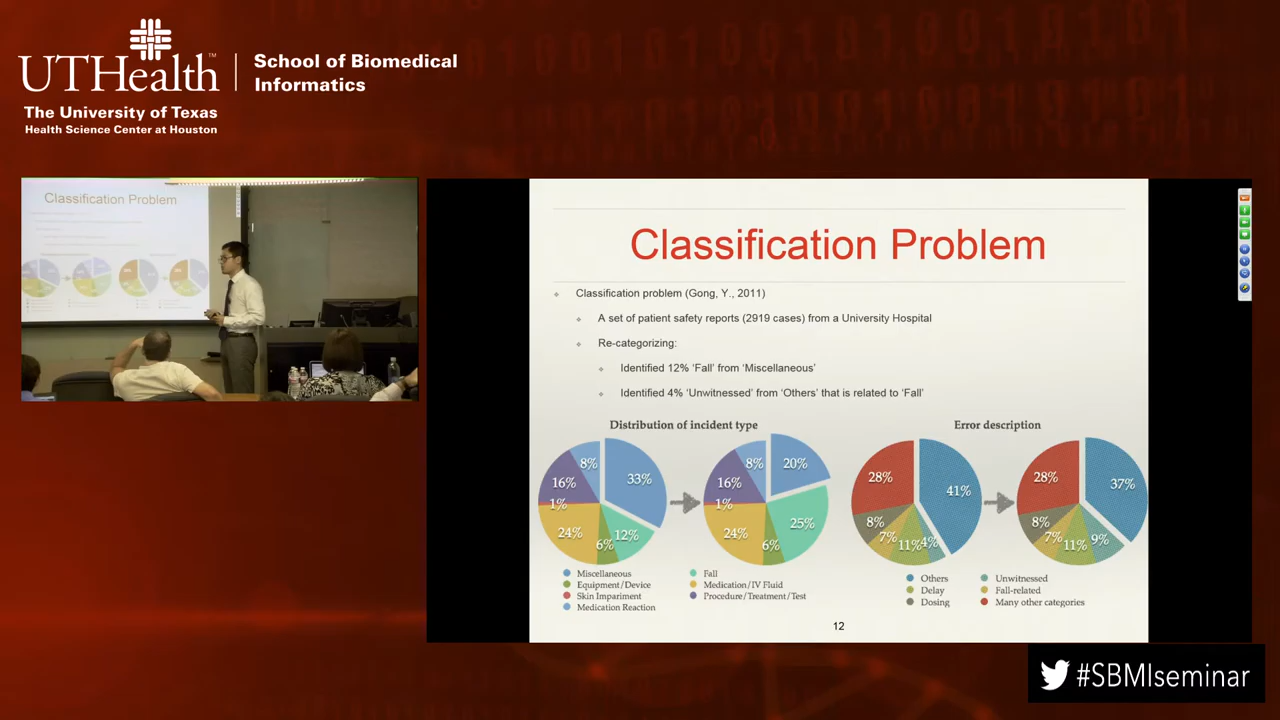 UTHealth™
The University of Texas
Health Science Center at Houston
School of Biomedical
Informatics
Classification Problem
Classification Problem
Classification problem (Gong, Y., 2011)
A set of patient safety reports (2919 cases) from a University Hospital
Re-categorizing:
Identified 12% 'Fall' from 'Miscellaneous'
Identified 4% 'Unwitnessed' from 'Others' that is related to 'Fall'
Distribution of incident type
8%
33%
16%
1%
24%
6%
12%
8%
20%
16%
1%
24%
6%
25%
Miscellaneous
Equipment/Device
Skin Impariment
Medication Reaction
Fall
Medication/IV Fluid
Procedure/Treatment/Test
Error description
28%
41%
8%
7%
11%
4%
28%
37%
8%
7%
11%
9%
Others
Delay
Dosing
Unwitnessed
Fall-related
Many other categories
12
#SBMIseminar